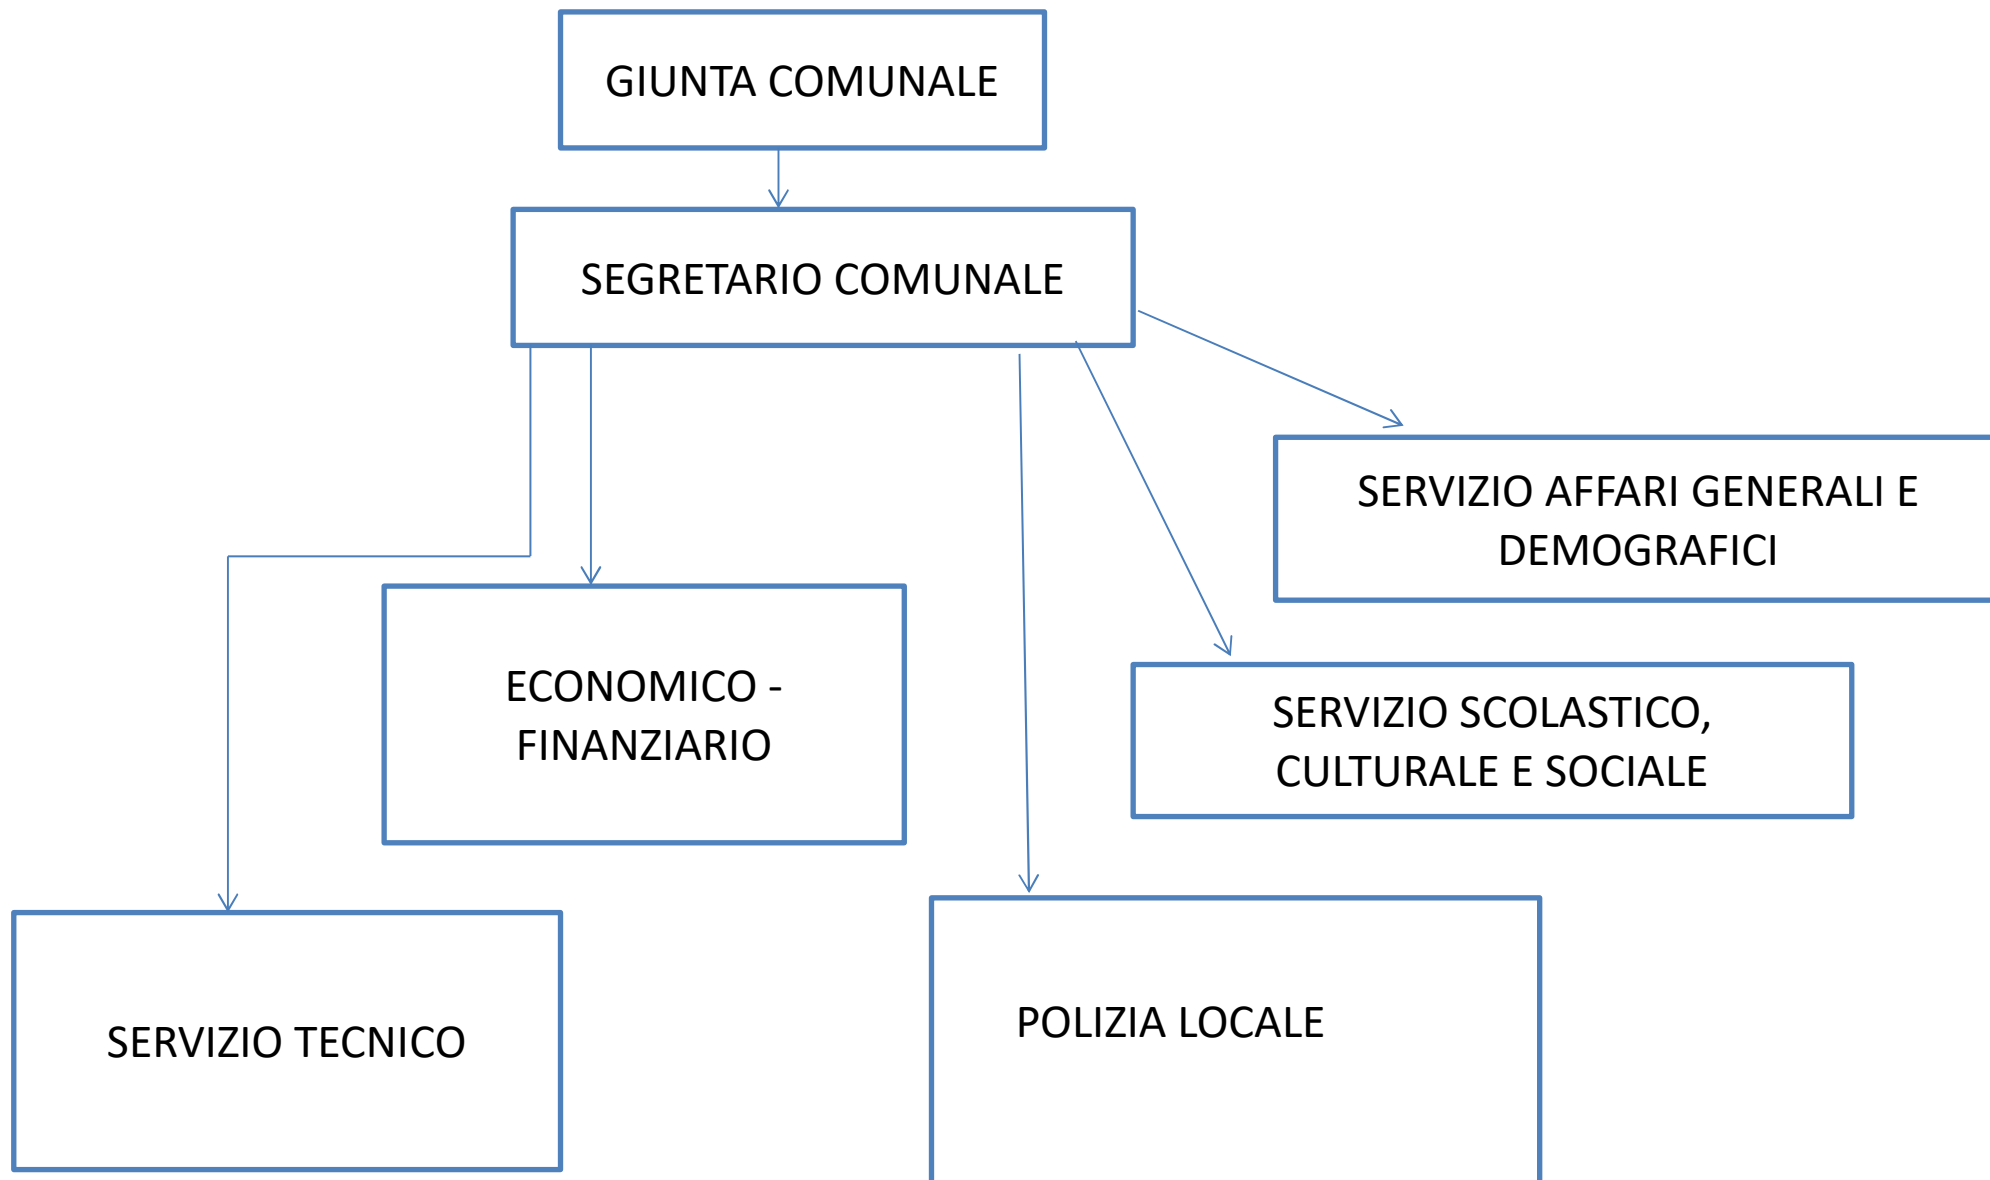 GIUNTA COMUNALE
SEGRETARIO COMUNALE
SERVIZIO AFFARI GENERALI E
DEMOGRAFICI
ECONOMICO -
FINANZIARIO
SERVIZIO SCOLASTICO,
CULTURALE E SOCIALE
SERVIZIO TECNICO
POLIZIA LOCALE